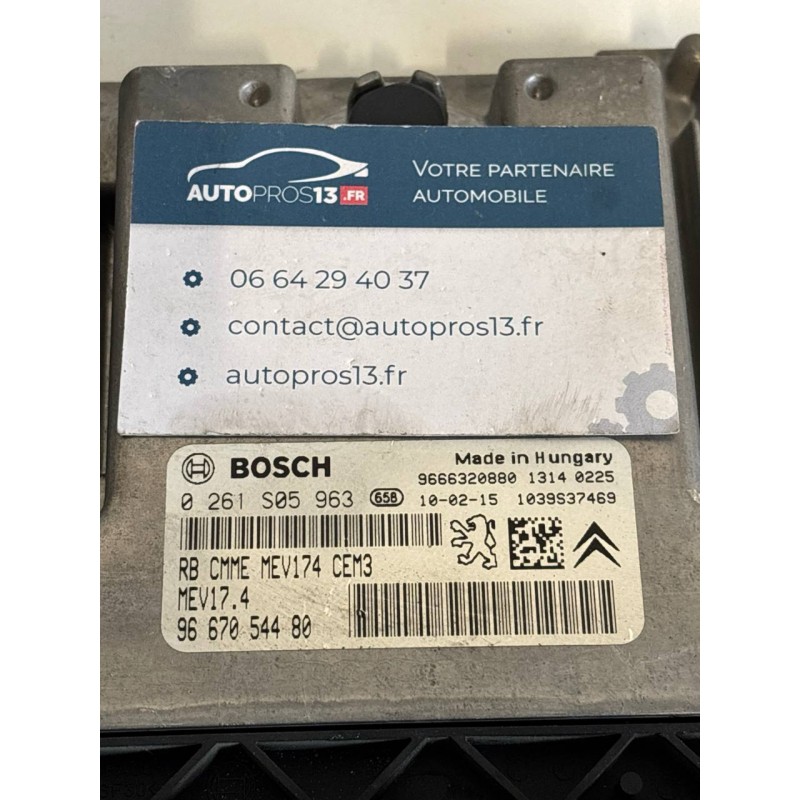 AUTOPROS13.FR
VOTRE PARTENAIRE
AUTOMOBILE
06 64 29 40 37
contact@autopros13.fr
autopros13.fr
BOSCH
Made in Hungary
9666320880 1314 0225
0 261 S05 963 658 10-02-15 1039S37469
RB CMME MEV174 CEM3
MEV17.4
96 670 544 80